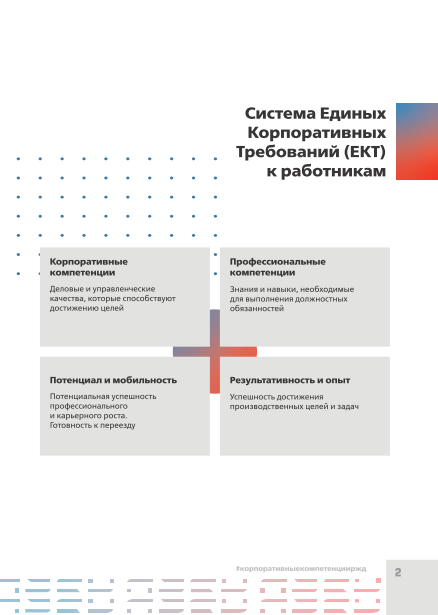 Система Единых
Корпоративных
Требований (ЕКТ)
к работникам
Корпоративные
компетенции
Деловые и управленческие
качества, которые способствуют
достижению целей
Профессиональные
компетенции
Знания и навыки, необходимые
для выполнения должностных
обязанностей
Потенциал и мобильность
Потенциальная успешность
профессионального
и карьерного роста.
Готовность к переезду
Результативность и опыт
Успешность достижения
производственных целей и задач
#корпоративныекомпетенцииржд
2